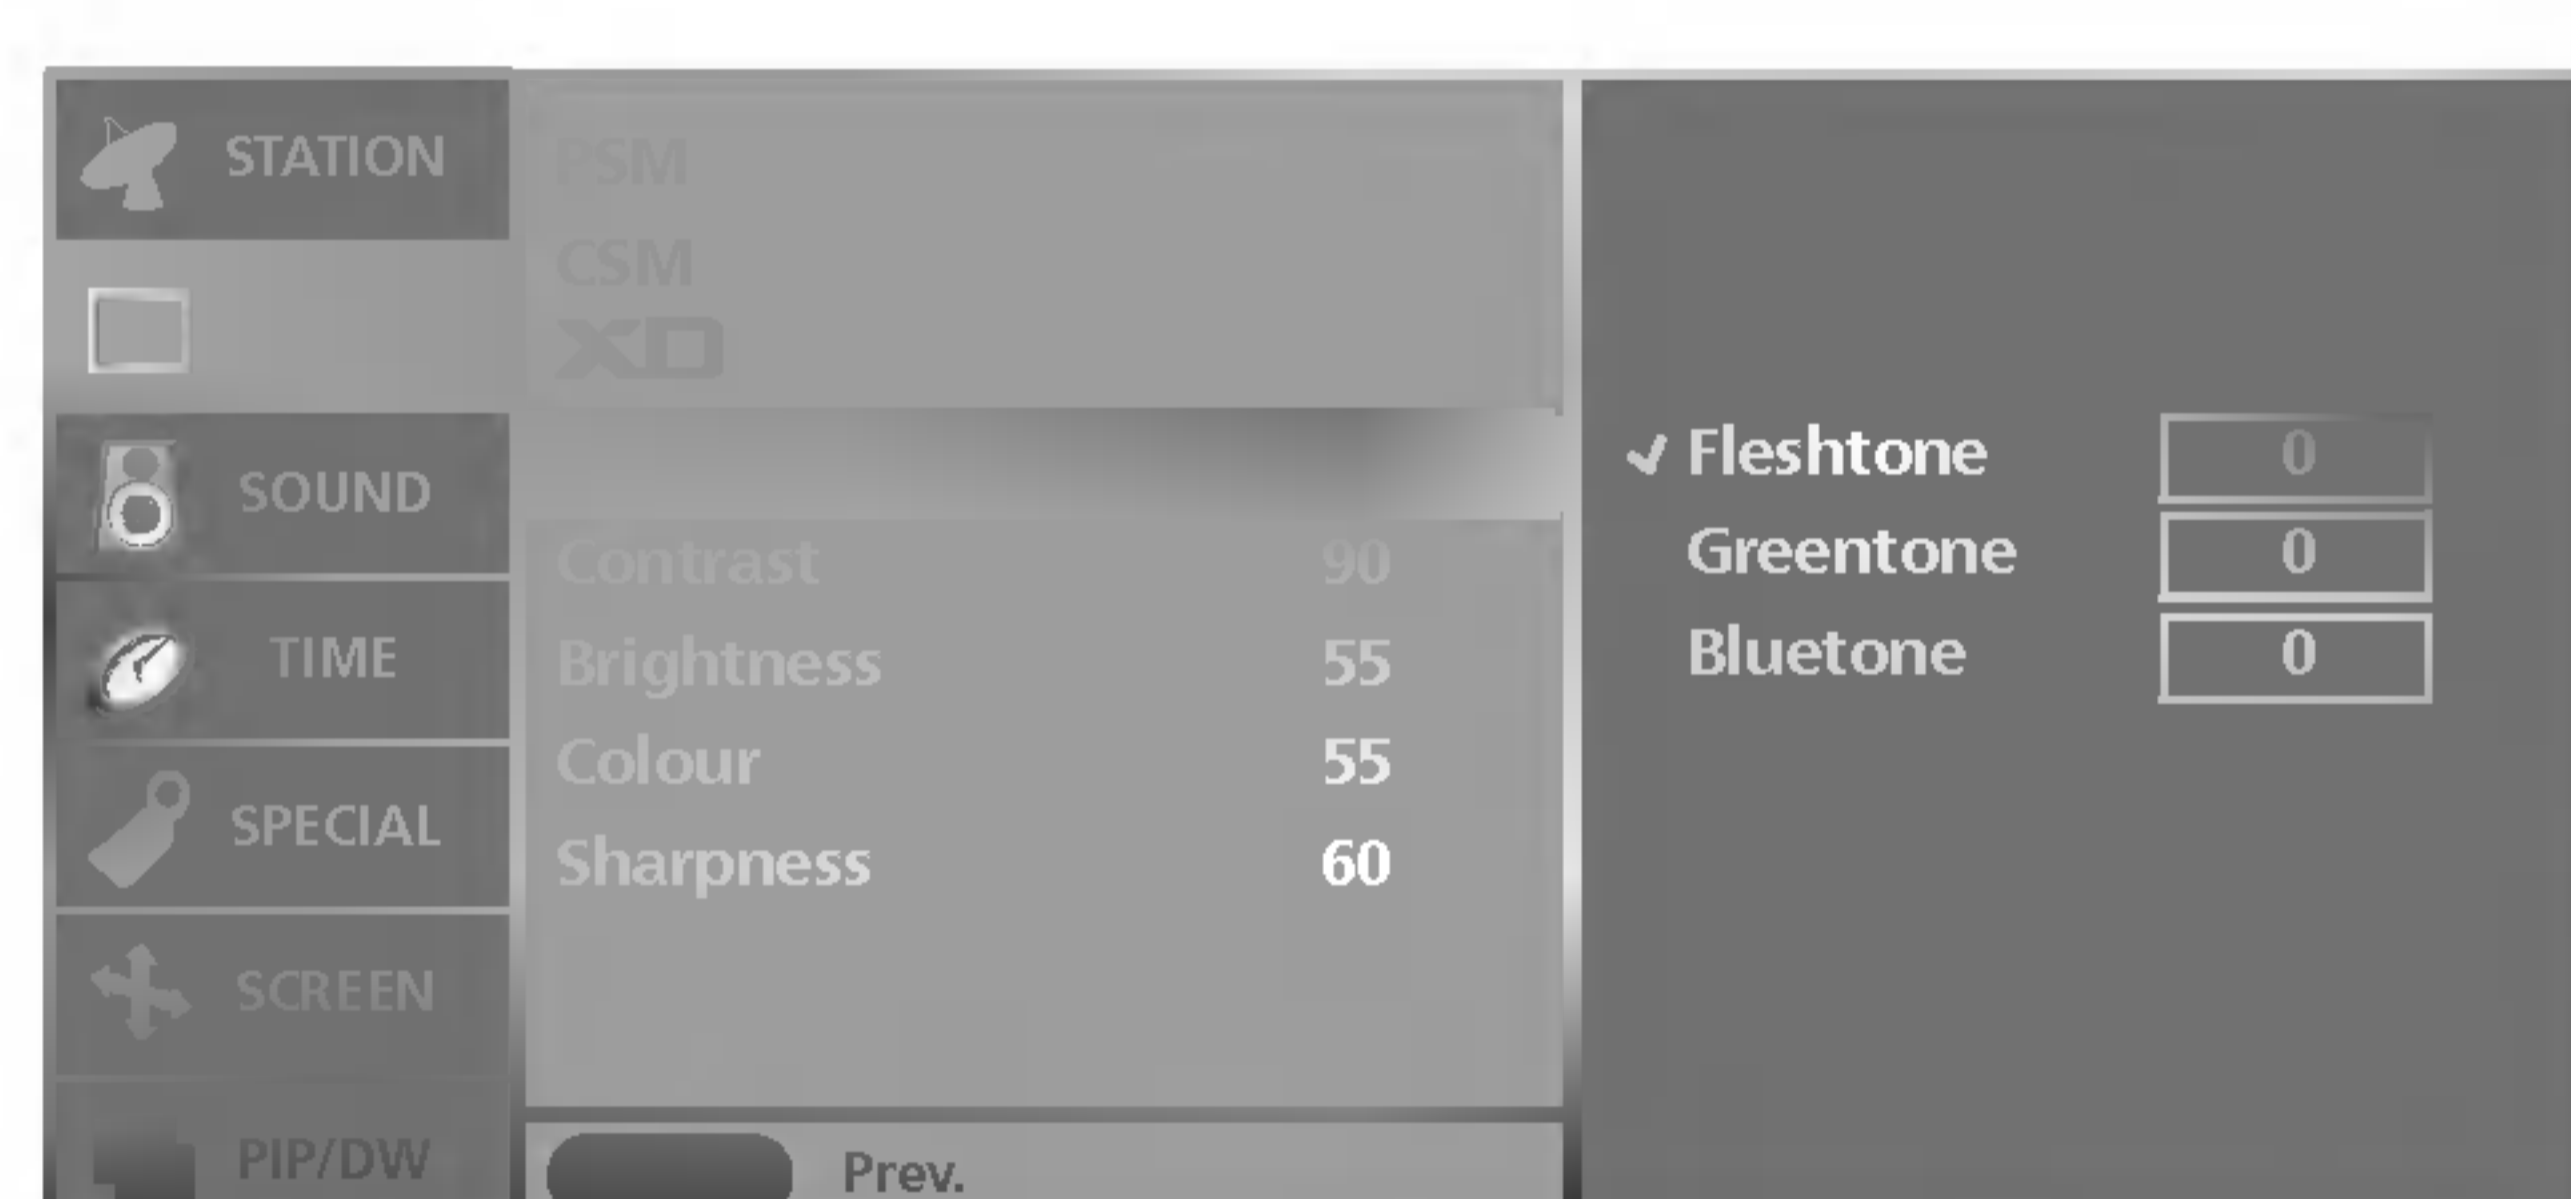 STATION
SOUND
TIME
SPECIAL
SCREEN
PIP/DW
PSM
CSM
XD
Contrast 90
Brightness 55
Colour 55
Sharpness 60
Prev.
Fleshtone 0
Greentone 0
Bluetone 0